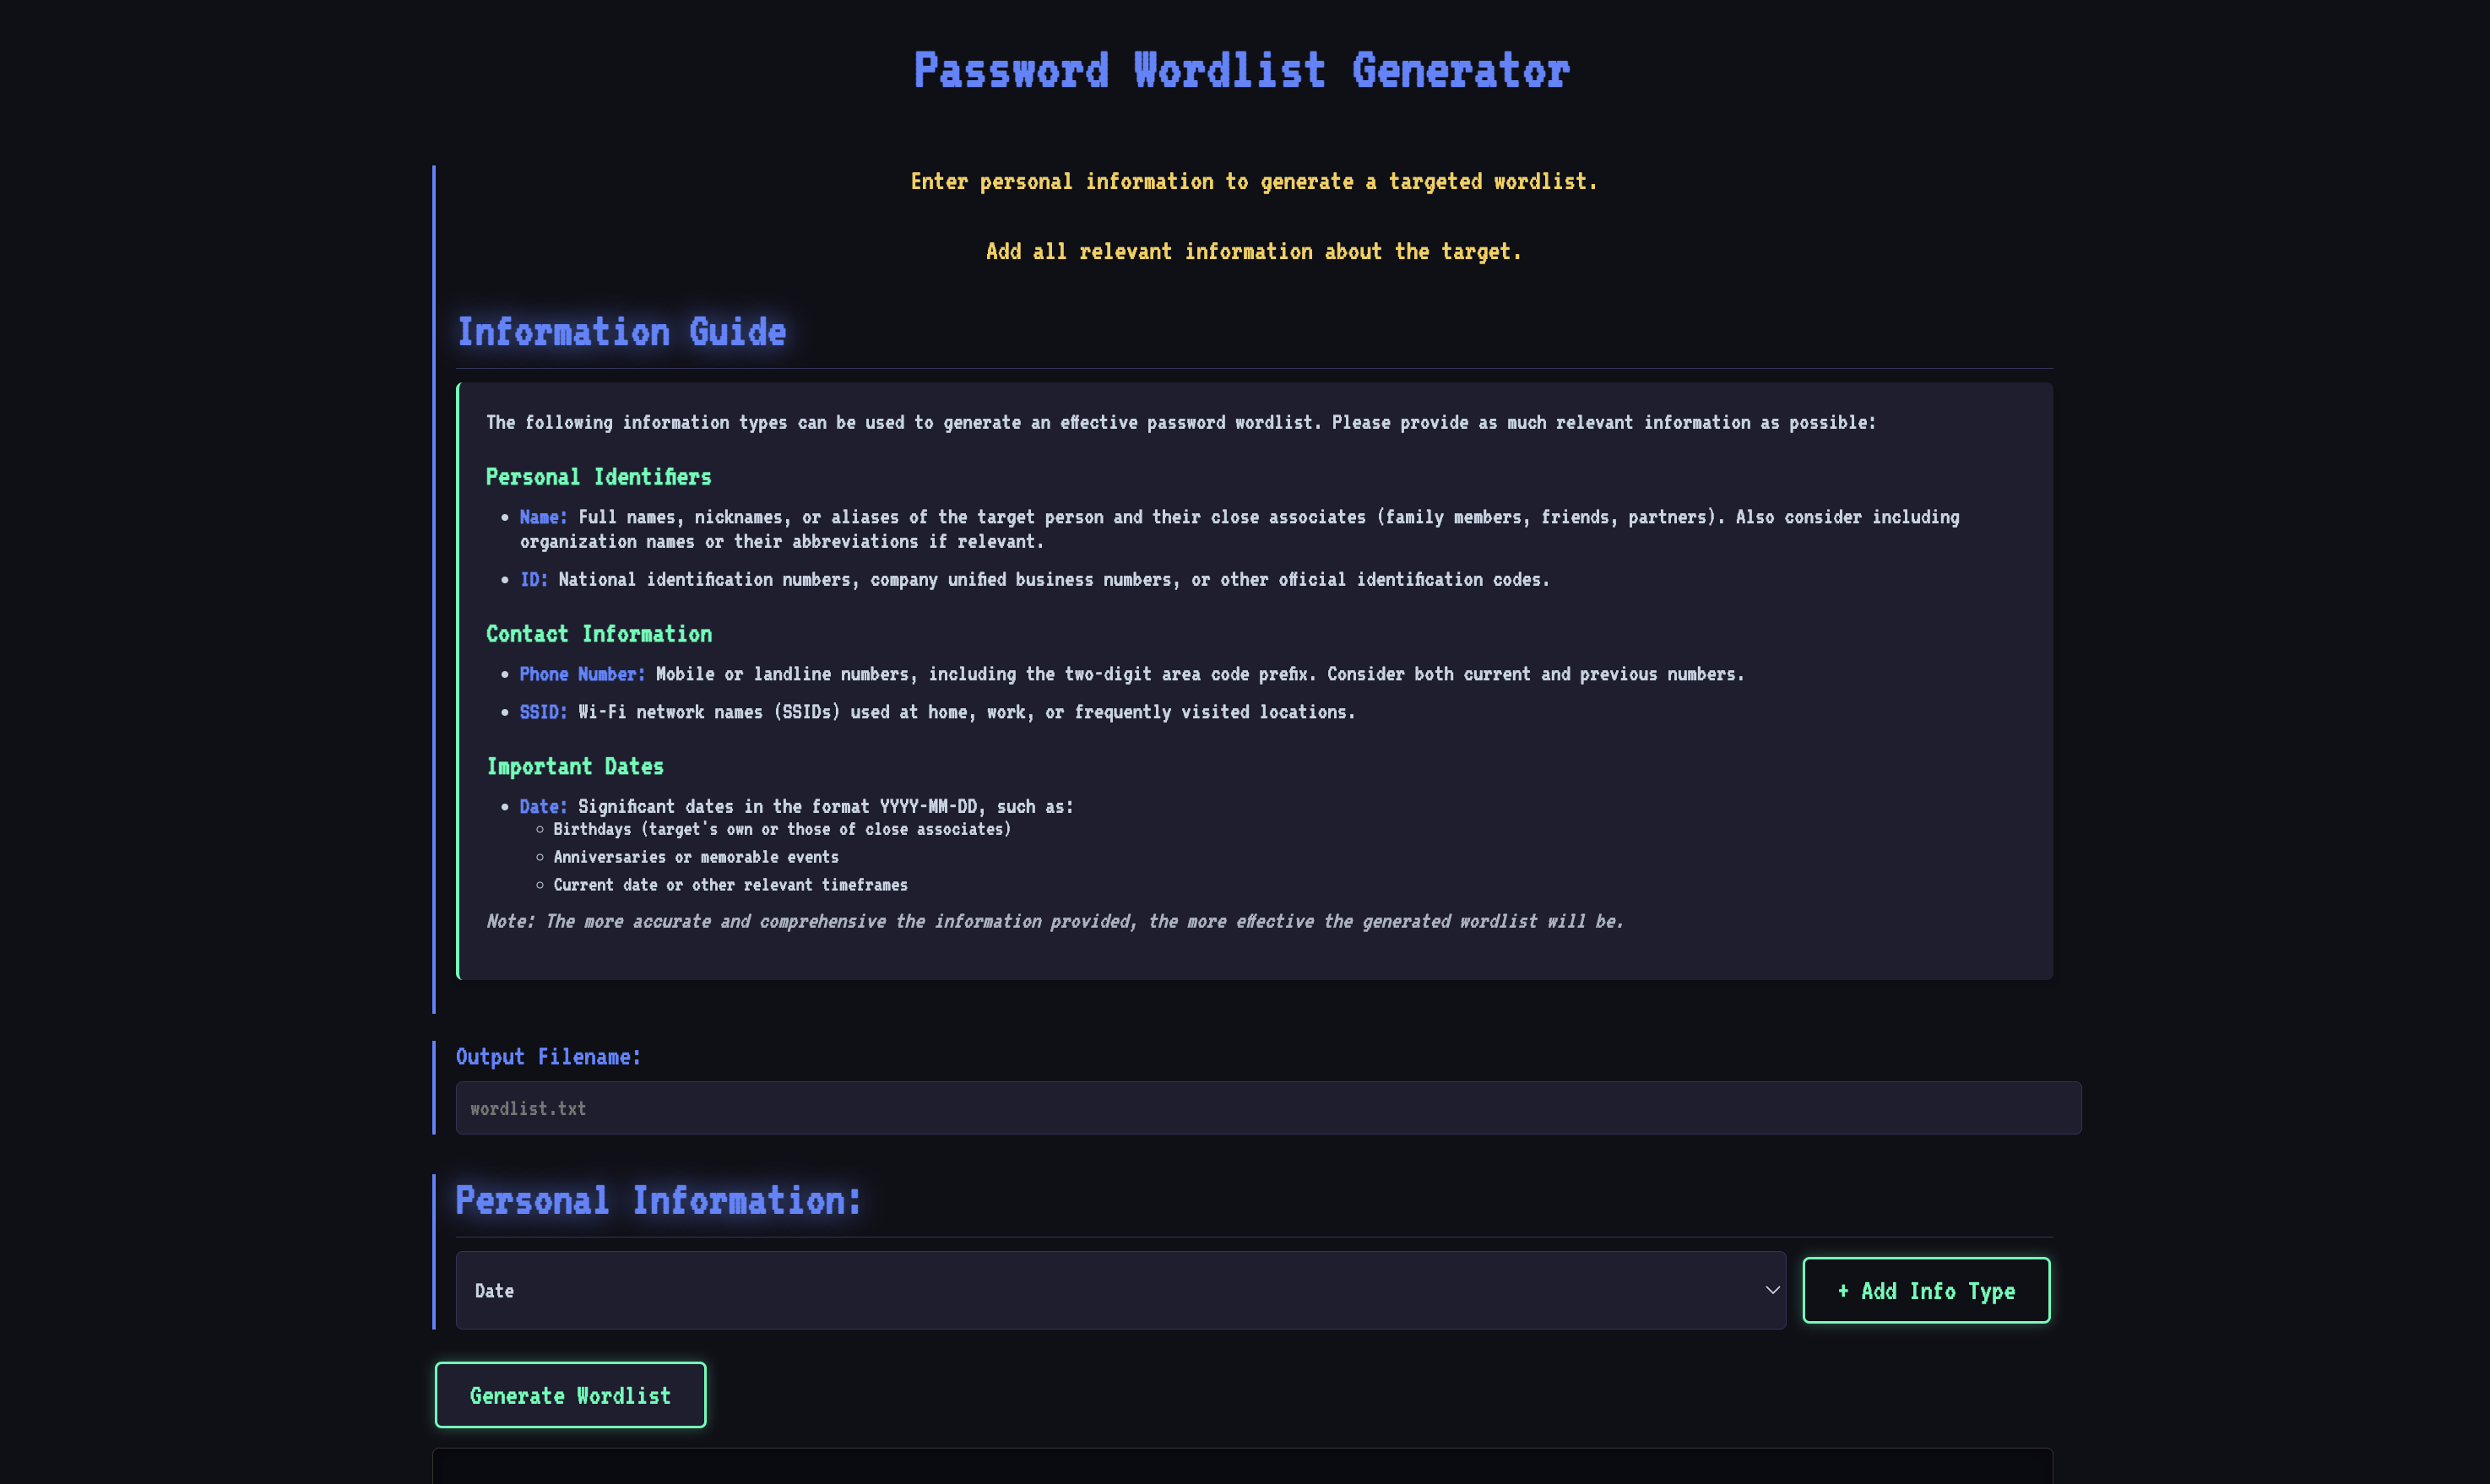 Password Wordlist Generator
Enter personal information to generate a targeted wordlist.
Add all relevant information about the target.
Information Guide
The following information types can be used to generate an effective password wordlist. Please provide as much relevant information as possible:
Personal Identifiers
• Name: Full names, nicknames, or aliases of the target person and their close associates (family members, friends, partners). Also consider including
organization names or their abbreviations if relevant.
• ID: National identification numbers, company unified business numbers, or other official identification codes.
Contact Information
• Phone Number: Mobile or landline numbers, including the two-digit area code prefix. Consider both current and previous numbers.
• SSID: Wi-Fi network names (SSIDs) used at home, work, or frequently visited locations.
Important Dates
• Date: Significant dates in the format YYYY-MM-DD, such as:
◦ Birthdays (target's own or those of close associates)
◦ Anniversaries or memorable events
◦ Current date or other relevant timeframes
Note: The more accurate and comprehensive the information provided, the more effective the generated wordlist will be.
Output Filename:
wordlist.txt
Personal Information:
Date
+ Add Info Type
Generate Wordlist